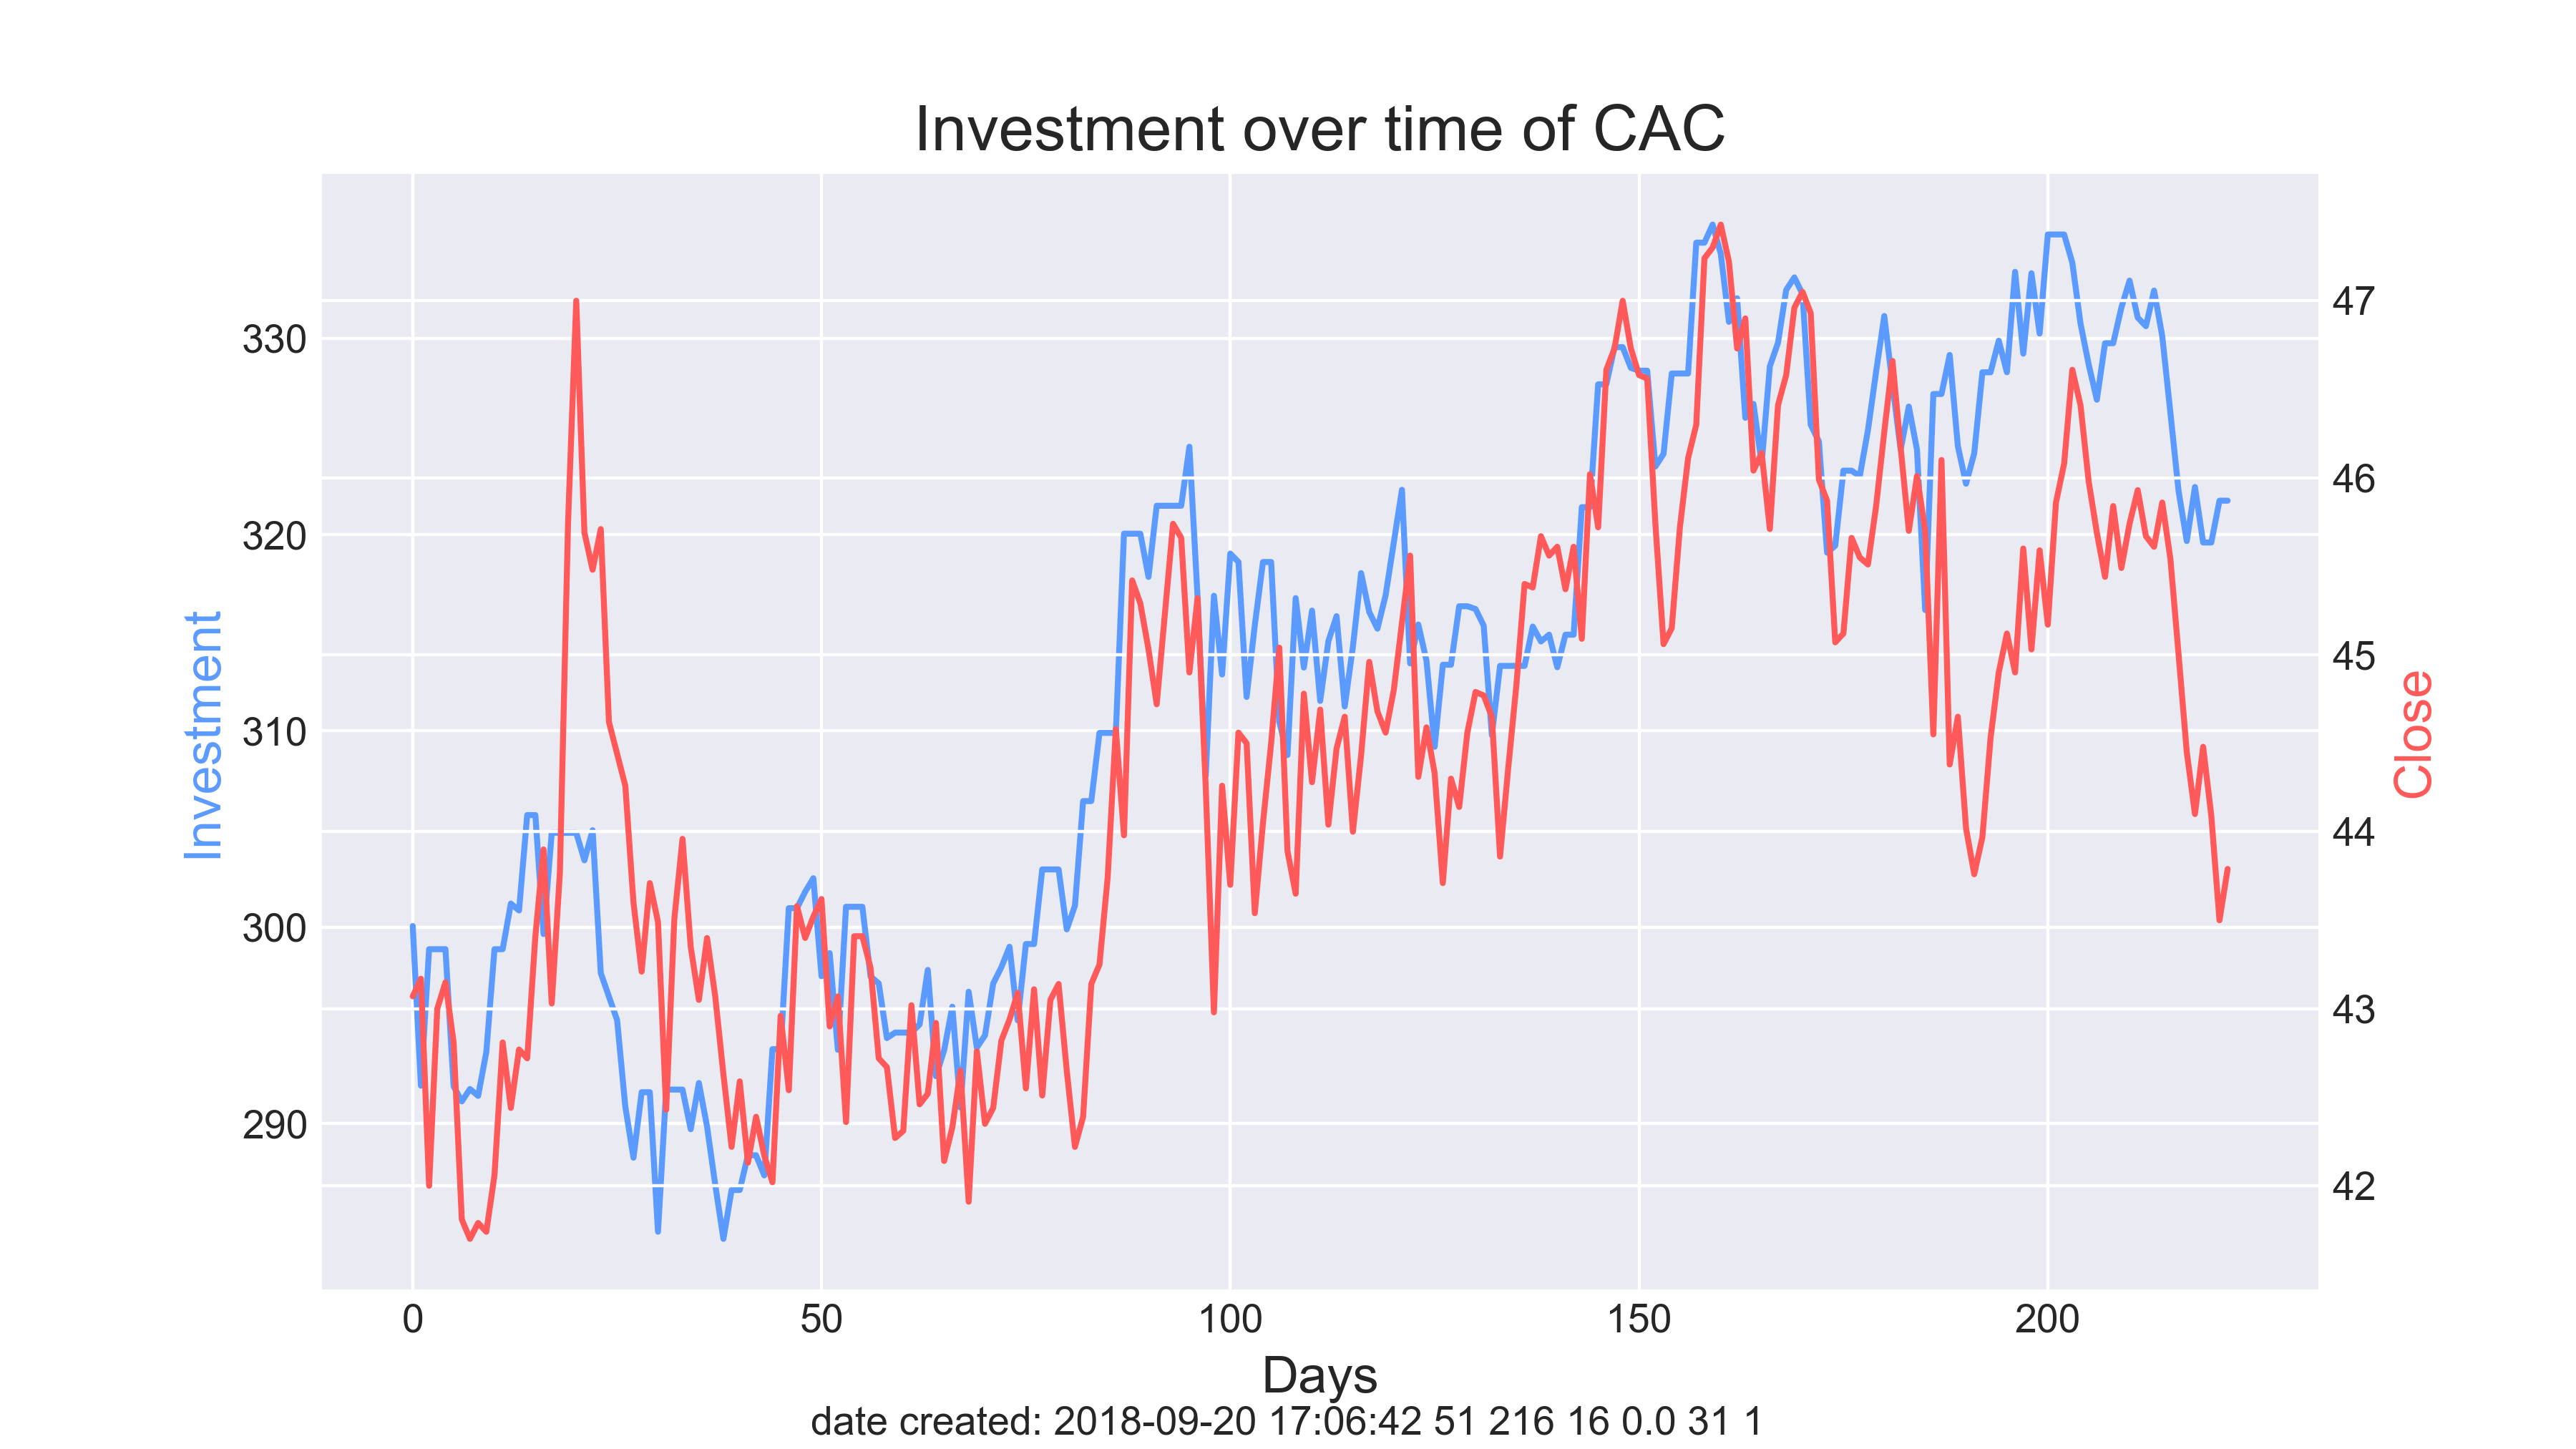 Investment over time of CAC
Investment
330
320
310
300
290
47
46
45
44
43
42
Close
0 50 100 150 200
Days
date created: 2018-09-20 17:06:42 51 216 16 0.0 31 1